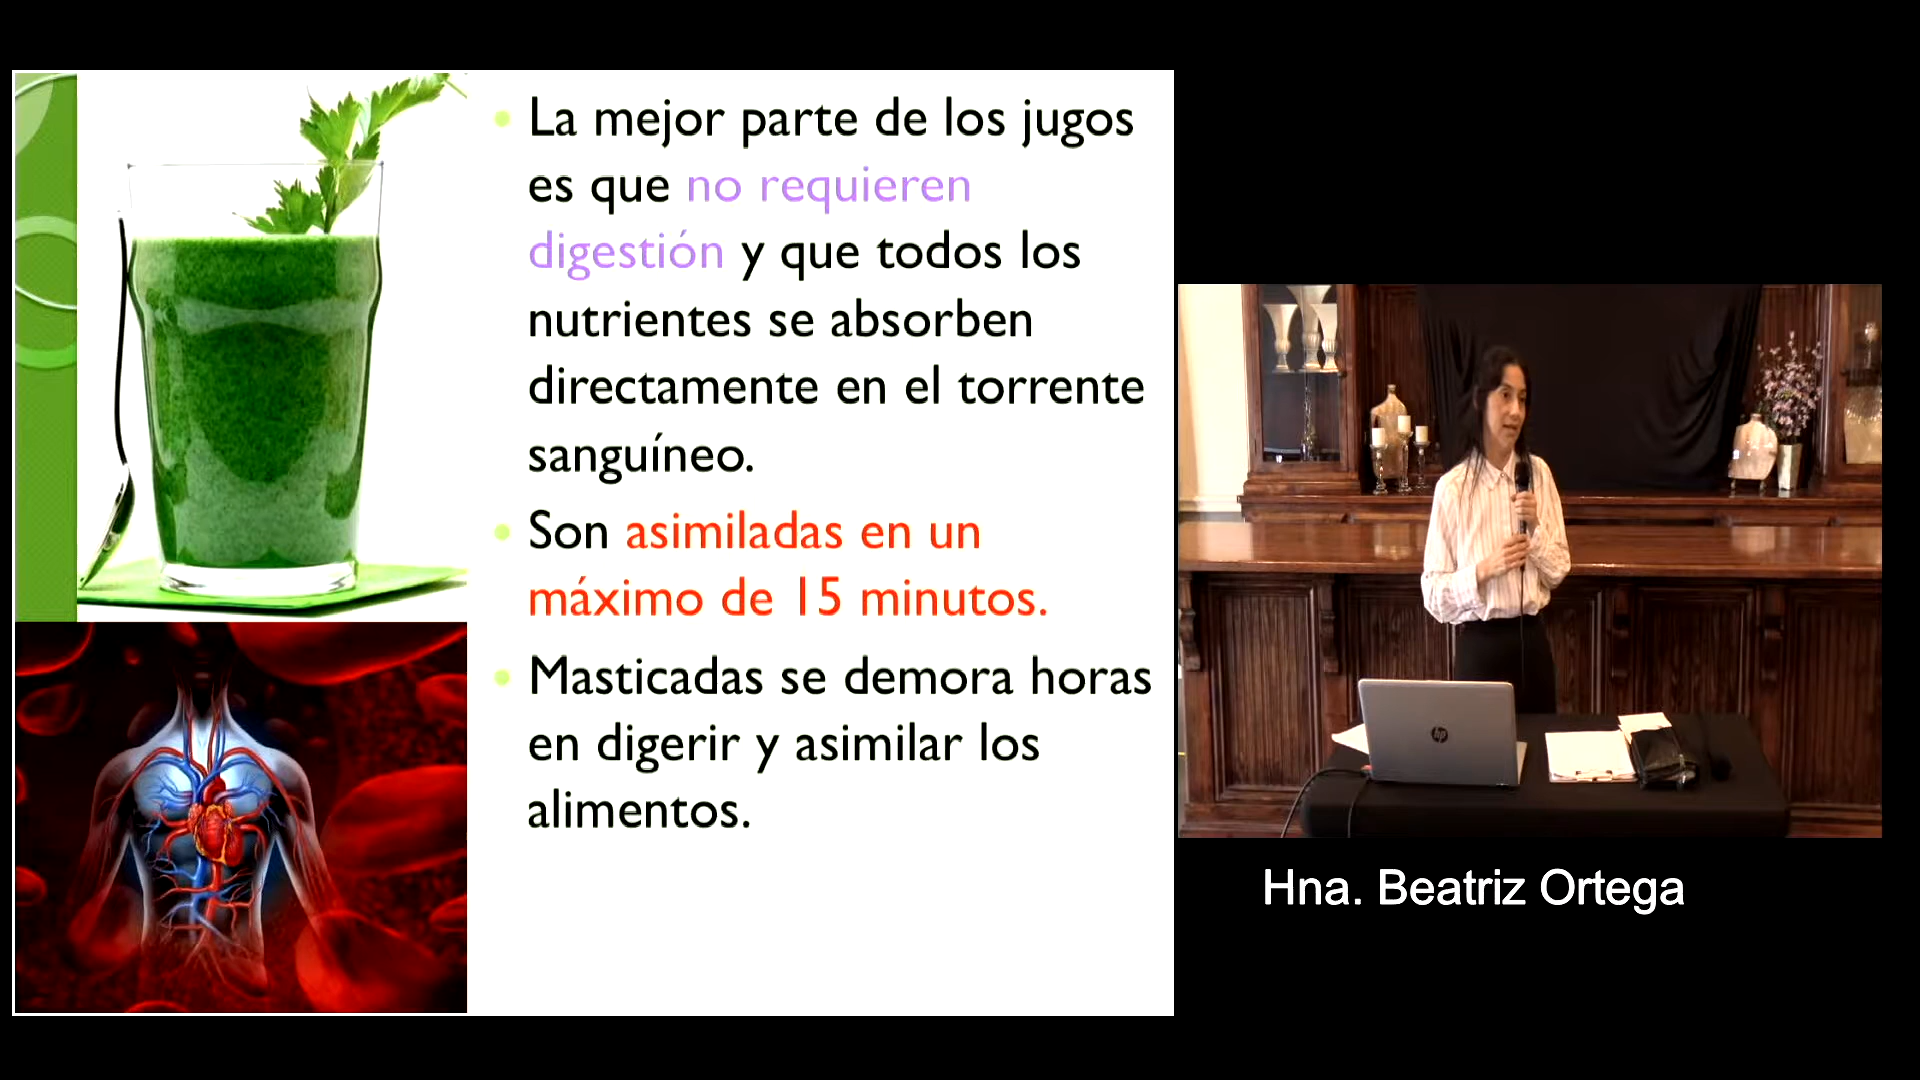 La mejor parte de los jugos
es que no requieren
digestión y que todos los
nutrientes se absorben
directamente en el torrente
sanguíneo.
Son asimiladas en un
máximo de 15 minutos.
Masticadas se demora horas
en digerir y asimilar los
alimentos.
hp
Hna. Beatriz Ortega